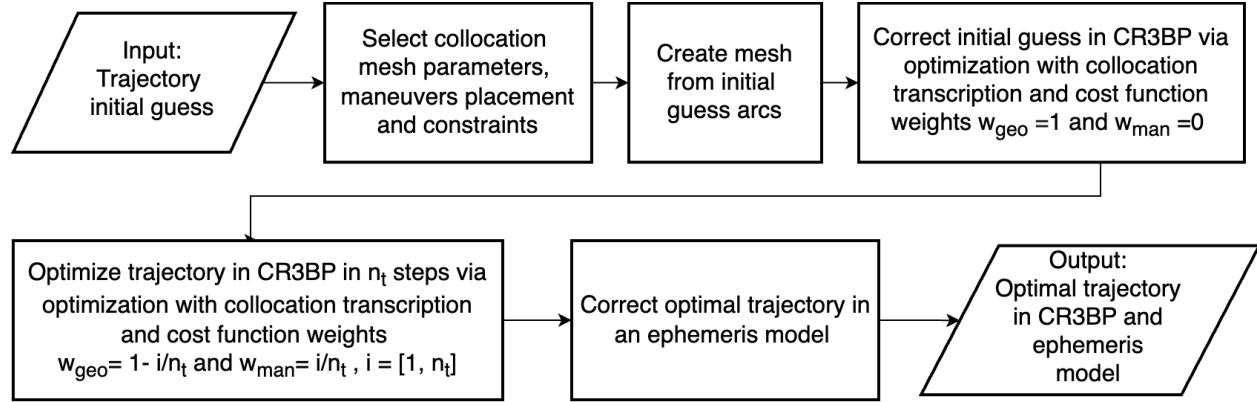 Input:
Trajectory
initial guess
Select collocation
mesh parameters,
maneuvers placement
and constraints
Create mesh
from initial
guess arcs
Correct initial guess in CR3BP via
optimization with collocation
transcription and cost function
weights w_geo =1 and w_man =0
Optimize trajectory in CR3BP in n_t steps via
optimization with collocation transcription
and cost function weights
w_geo= 1- i/n_t and w_man= i/n_t , i = [1, n_t]
Correct optimal trajectory in
an ephemeris model
Output:
Optimal trajectory
in CR3BP and
ephemeris
model